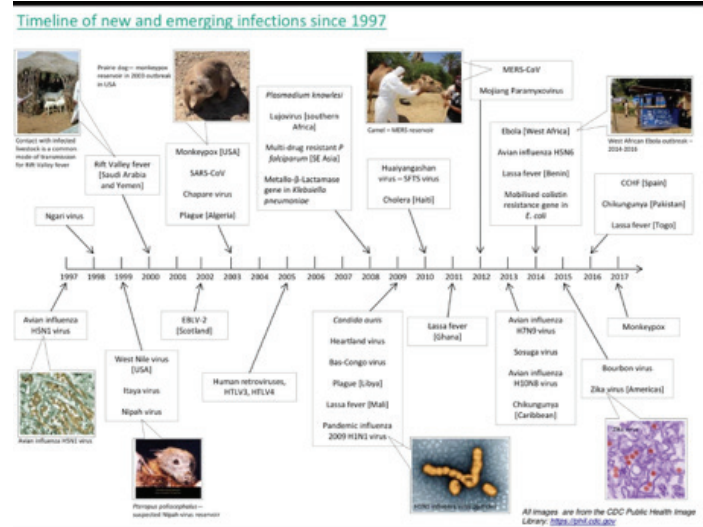 Timeline of new and emerging infections since 1997
Prairie dog – monkeypox
reservoir in 2003 outbreak
in USA
Contact with infected
livestock is a common
mode of transmission
for Rift Valley fever
Rift Valley fever
[Saudi Arabia
and Yemen]
Ngari virus
Monkeypox [USA]
SARS-CoV
Chapare virus
Plague [Algeria]
Plasmodium knowlesi
Lujovirus [southern
Africa]
Multi-drug resistant P
falciparum [SE Asia]
Metallo-β-Lactamase
gene in Klebsiella
pneumoniae
Camel – MERS reservoir
Huaiyangashan
virus – SFTS virus
Cholera [Haiti]
MERS-CoV
Mojiang Paramyxovirus
Ebola [West Africa]
Avian influenza H5N6
Lassa fever [Benin]
Mobilised colistin
resistance gene in
E. coli
West African Ebola outbreak –
2014-2016
CCHF [Spain]
Chikungunya [Pakistan]
Lassa fever [Togo]
1997 1998 1999 2000 2001 2002 2003 2004 2005 2006 2007 2008 2009 2010 2011 2012 2013 2014 2015 2016 2017
Avian influenza
H5N1 virus
Avian influenza H5N1 virus
West Nile virus
[USA]
Itaya virus
Nipah virus
Pteropus poliocephalus –
suspected Nipah virus reservoir
EBLV-2
[Scotland]
Human retroviruses,
HTLV3, HTLV4
Candida auris
Heartland virus
Bas-Congo virus
Plague [Libya]
Lassa fever [Mali]
Pandemic influenza
2009 H1N1 virus
Lassa fever
[Ghana]
Avian influenza
H7N9 virus
Sosuga virus
Avian influenza
H10N8 virus
Chikungunya
[Caribbean]
Bourbon virus
Zika virus [Americas]
Zika virus
Monkeypox
All images are from the CDC Public Health Image
Library: https://phil.cdc.gov